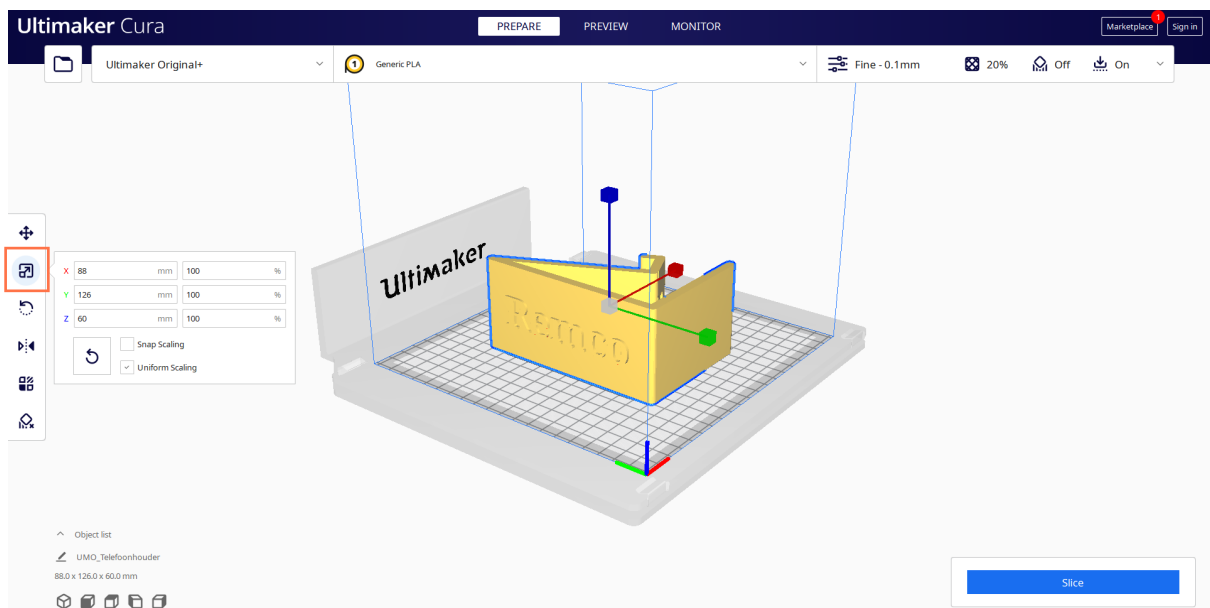 Ultimaker Cura
PREPARE PREVIEW MONITOR
Marketplace 1 Sign in
Ultimaker Original+
1 Generic PLA
Fine - 0.1mm 20% Off On
Ultimaker
Remco
X 88 mm 100 %
Y 126 mm 100 %
Z 60 mm 100 %
Snap Scaling
Uniform Scaling
Object list
UMO_Telefoonhouder
88.0 x 126.0 x 60.0 mm
Slice